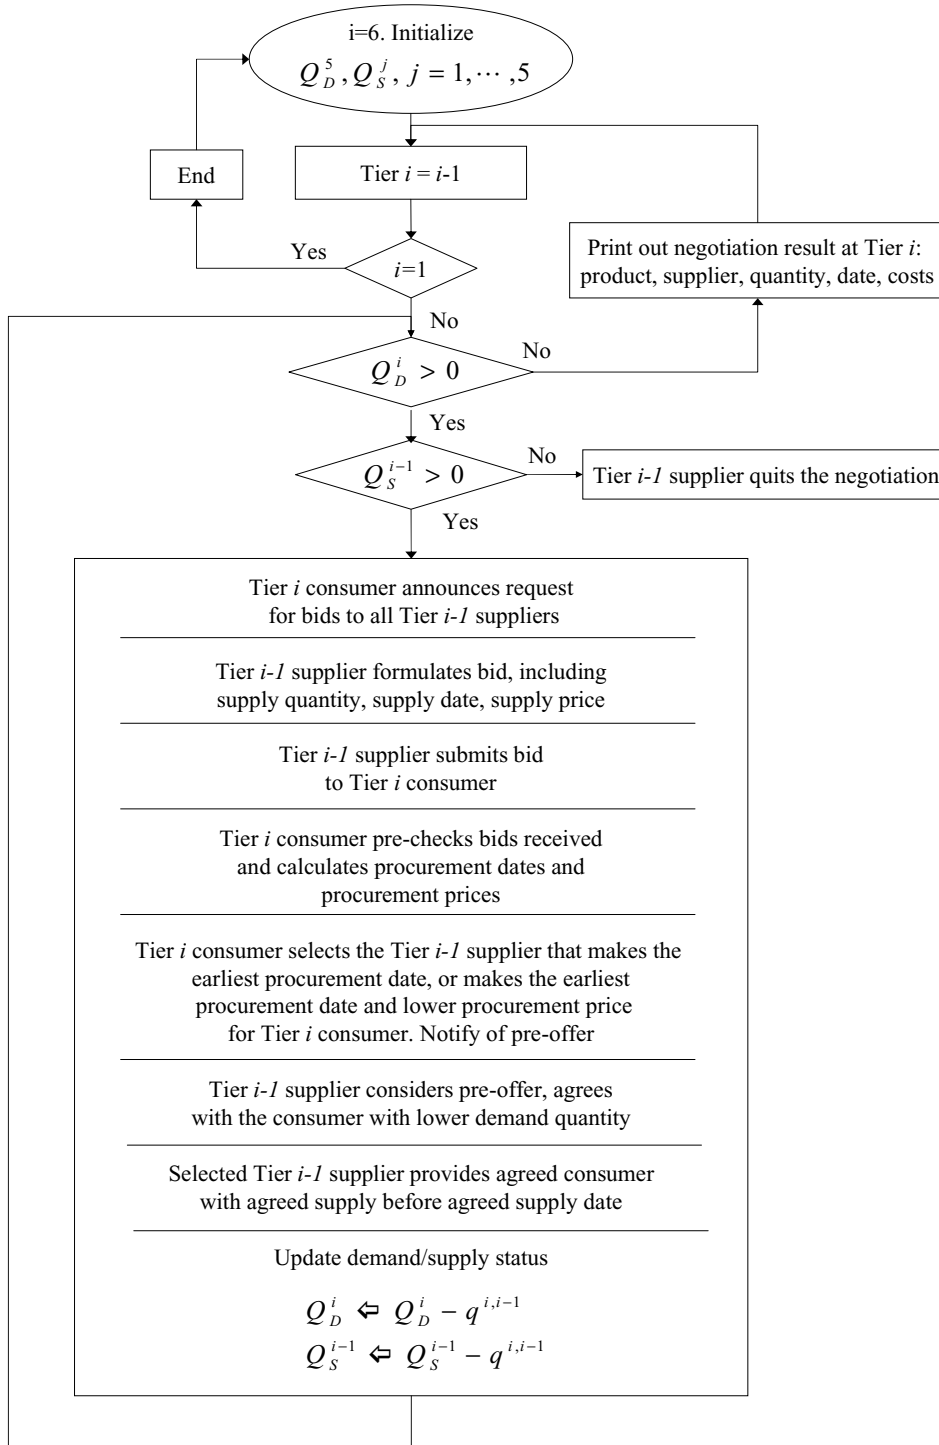 i=6. Initialize
Q_D^5, Q_S^j, j = 1, ⋯ ,5
End
Tier i = i-1
Yes
i=1
Print out negotiation result at Tier i:
product, supplier, quantity, date, costs
No
Q_D^i > 0
No
Yes
Q_S^{i-1} > 0
No
Tier i-1 supplier quits the negotiation
Yes
Tier i consumer announces request
for bids to all Tier i-1 suppliers
Tier i-1 supplier formulates bid, including
supply quantity, supply date, supply price
Tier i-1 supplier submits bid
to Tier i consumer
Tier i consumer pre-checks bids received
and calculates procurement dates and
procurement prices
Tier i consumer selects the Tier i-1 supplier that makes the
earliest procurement date, or makes the earliest
procurement date and lower procurement price
for Tier i consumer. Notify of pre-offer
Tier i-1 supplier considers pre-offer, agrees
with the consumer with lower demand quantity
Selected Tier i-1 supplier provides agreed consumer
with agreed supply before agreed supply date
Update demand/supply status
Q_D^i ⇐ Q_D^i − q^{i,i−1}
Q_S^{i−1} ⇐ Q_S^{i−1} − q^{i,i−1}